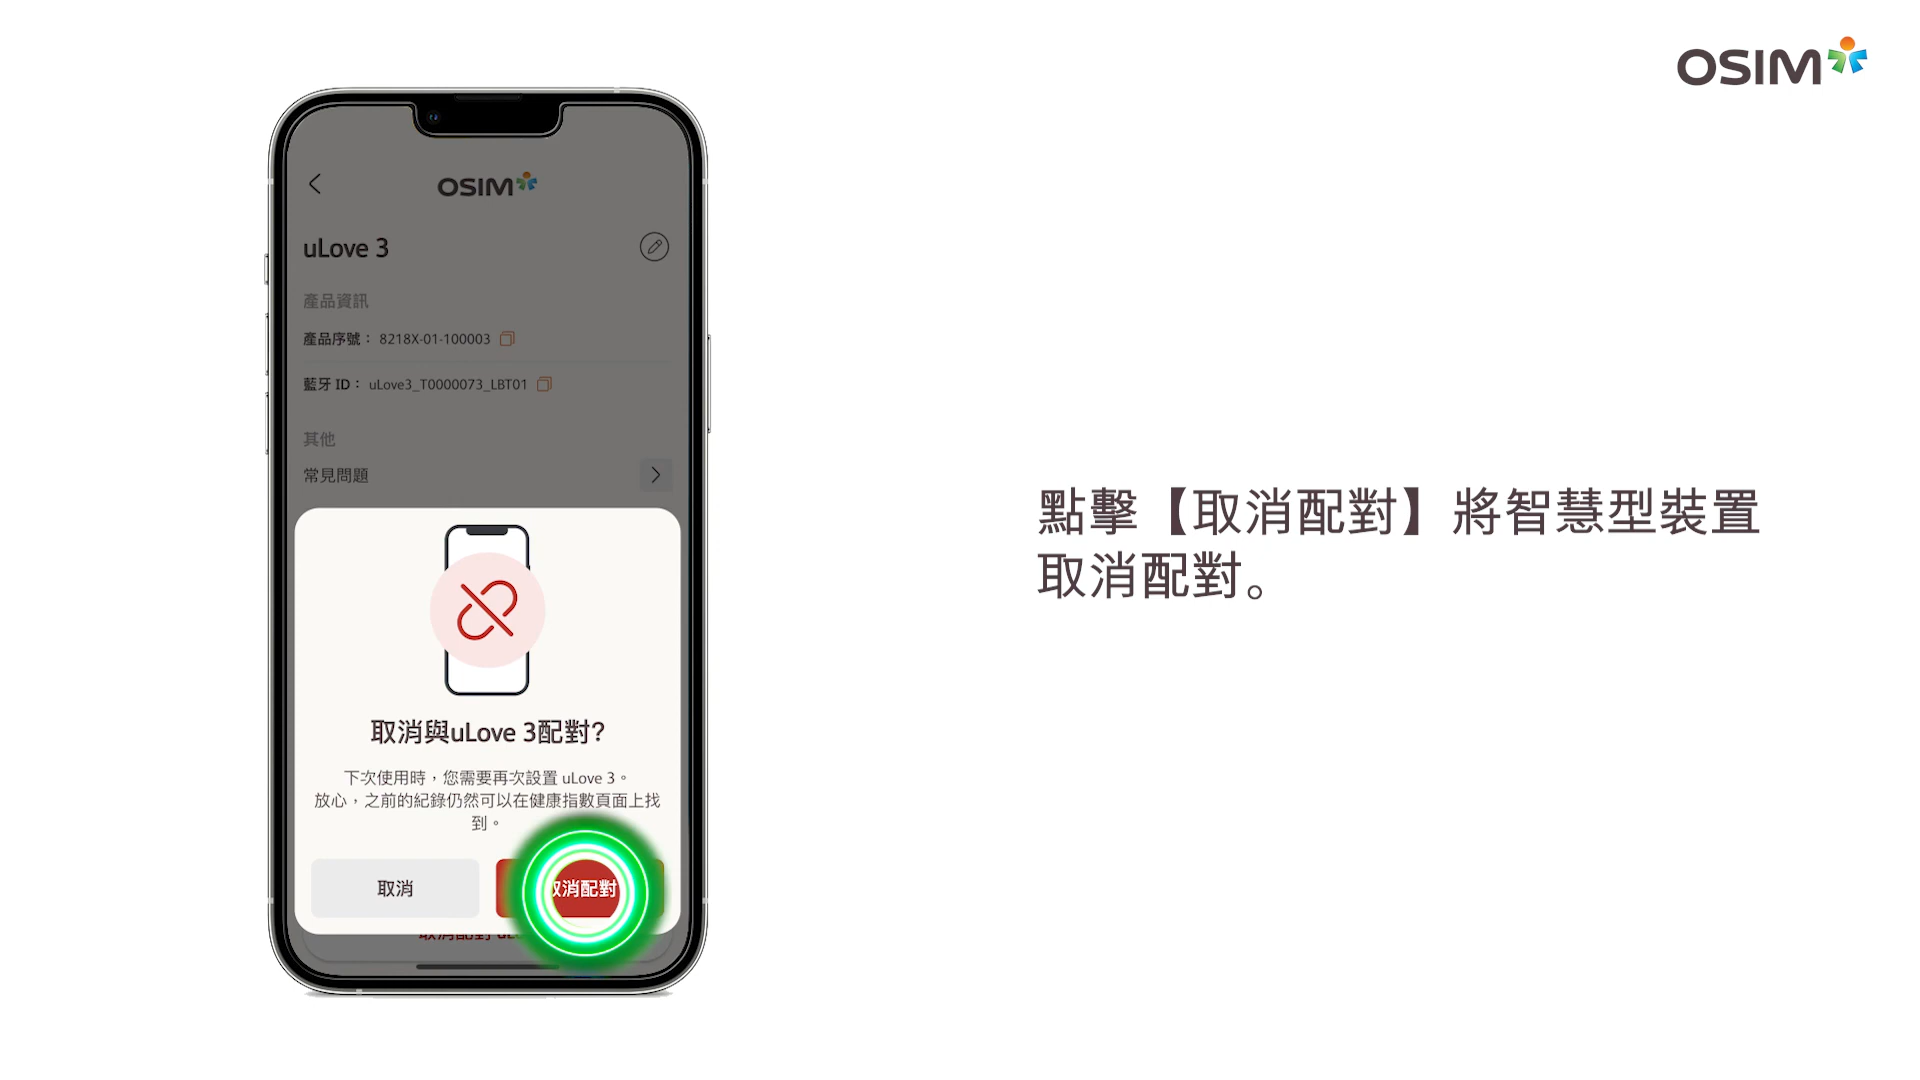 OSIM
OSIM
uLove 3
產品資訊
產品序號： 8218X-01-100003
藍牙 ID： uLove3_T0000073_LBT01
其他
常見問題
取消與uLove 3配對?
下次使用時，您需要再次設置 uLove 3。
放心，之前的紀錄仍然可以在健康指數頁面上找
到。
取消
取消配對
點擊【取消配對】將智慧型裝置
取消配對。